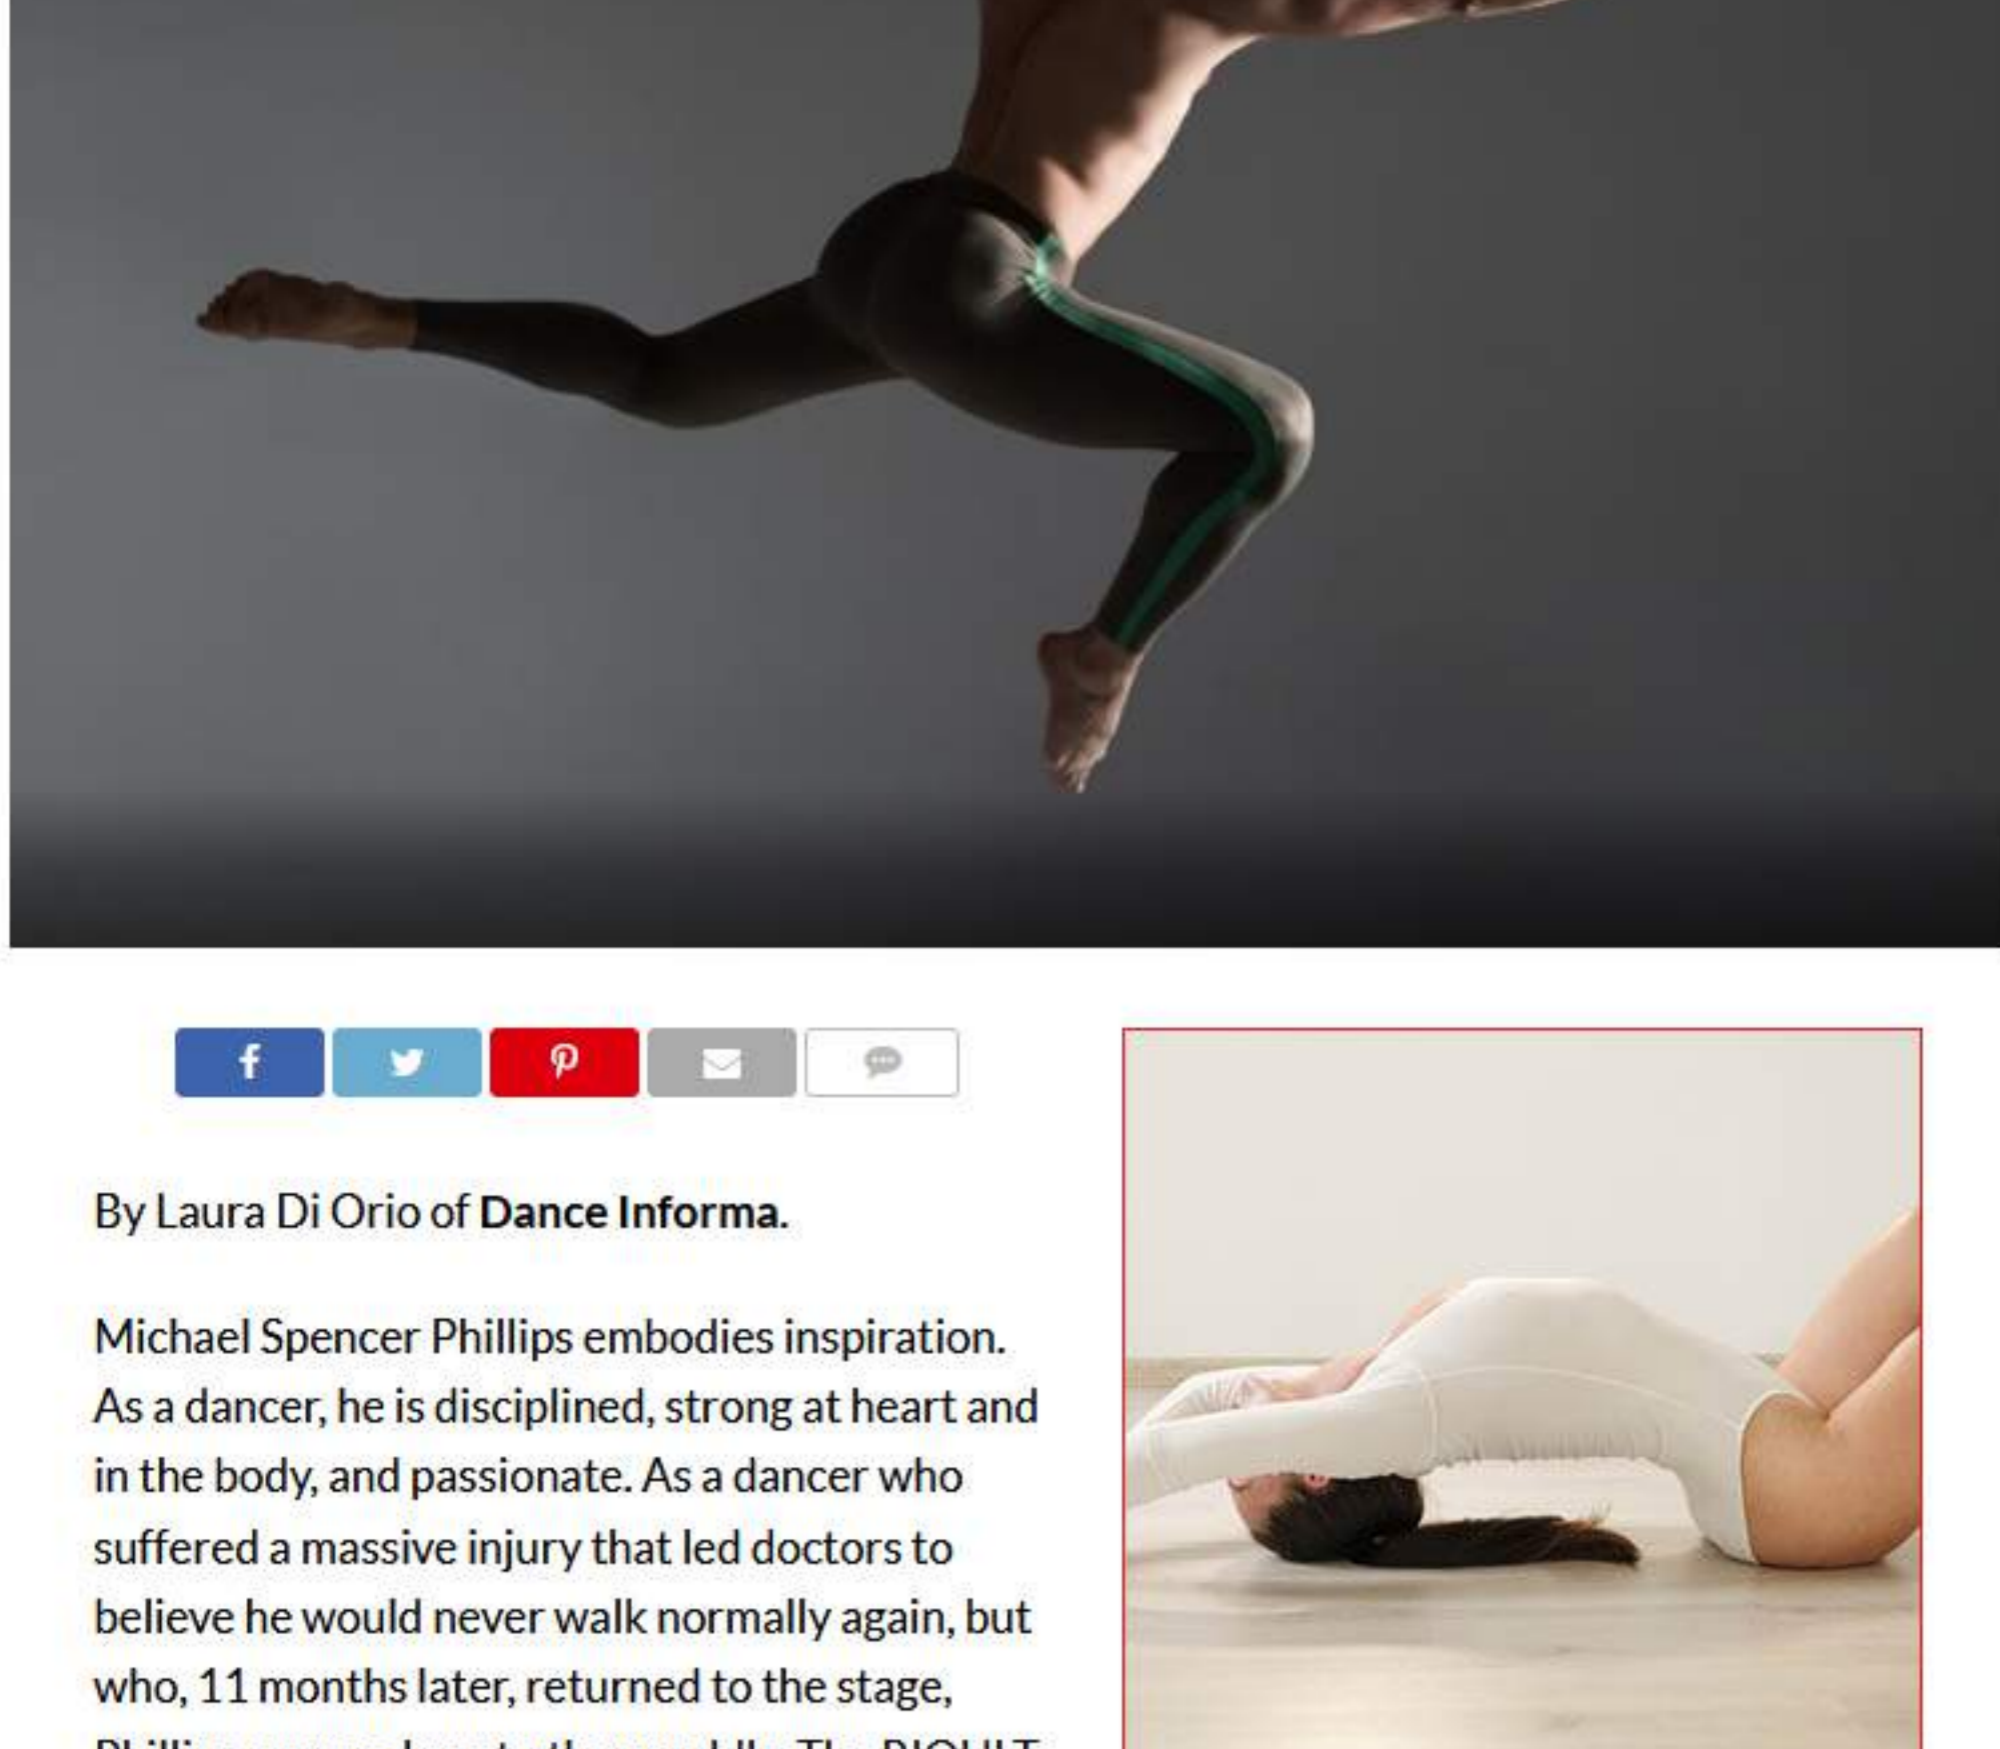 By Laura Di Orio of Dance Informa.
Michael Spencer Phillips embodies inspiration.
As a dancer, he is disciplined, strong at heart and
in the body, and passionate. As a dancer who
suffered a massive injury that led doctors to
believe he would never walk normally again, but
who, 11 months later, returned to the stage,